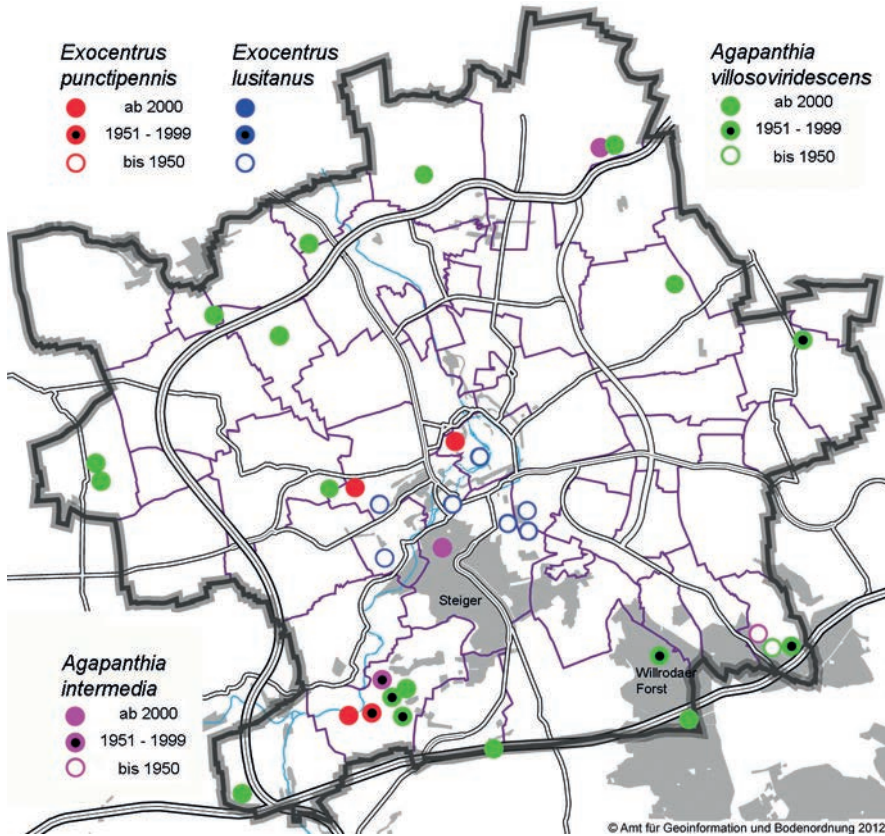 Exocentrus
punctipennis
ab 2000
1951 - 1999
bis 1950
Exocentrus
lusitanus
Agapanthia
villosoviridescens
ab 2000
1951 - 1999
bis 1950
Steiger
Willrodaer
Forst
Agapanthia
intermedia
ab 2000
1951 - 1999
bis 1950
© Amt für Geoinformation und Bodenordnung 2012